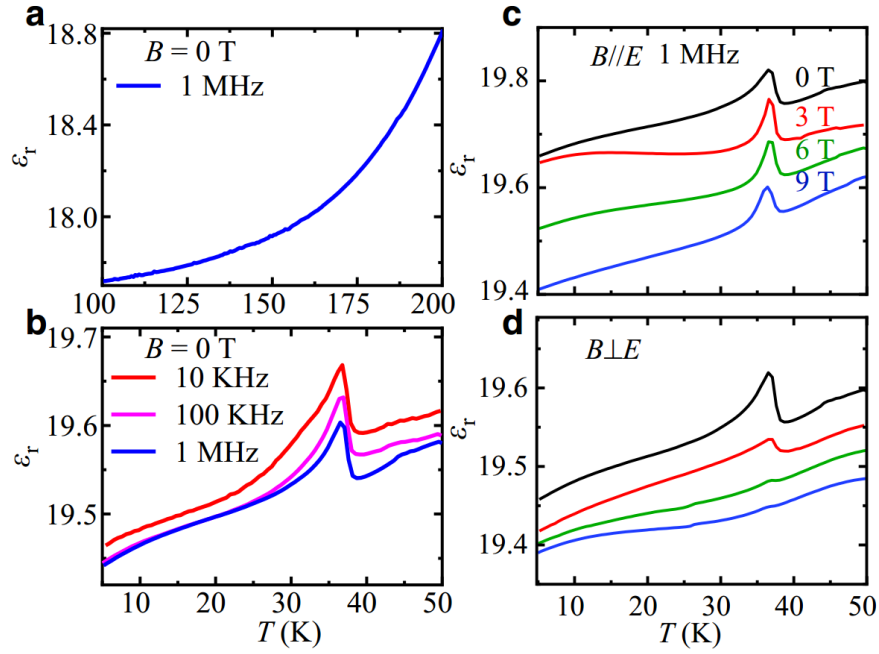 a
B = 0 T
1 MHz
εr
18.8
18.4
18.0
100 125 150 175 200
b
B = 0 T
10 KHz
100 KHz
1 MHz
εr
19.7
19.6
19.5
10 20 30 40 50
T (K)
c
B//E 1 MHz
0 T
3 T
6 T
9 T
εr
19.8
19.6
19.4
d
B⊥E
εr
19.6
19.5
19.4
10 20 30 40 50
T (K)